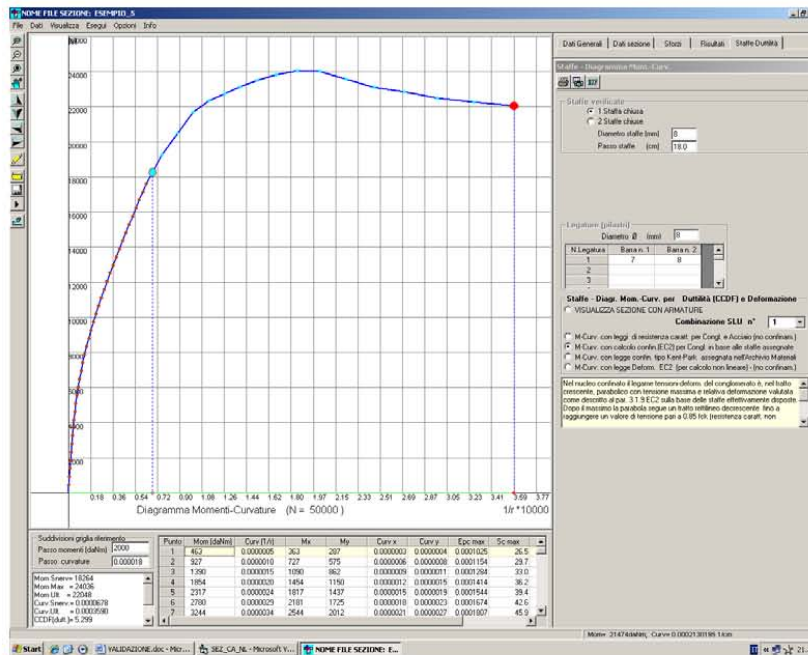 NOME FILE SEZIONE: ESEMPIO_5
File Dati Visualizza Esegui Opzioni Info
Dati Generali Dati sezione Sforzi Risultati Staffe Duttilità
Staffe - Diagramma Mom.-Curv.
Staffe verificate
1 Staffa chiusa
2 Staffe chiuse
Diametro staffe (mm) 8
Passo staffe (cm) 18.0
Legature (pilastri)
Diametro Ø (mm) 8
N.Legatura Barra n. 1 Barra n. 2
1 7 8
2
3
Staffe - Diagr. Mom.-Curv. per Duttilità (CCDF) e Deformazione
VISUALIZZA SEZIONE CON ARMATURE
Combinazione SLU n° 1
M-Curv. con leggi di resistenza caratt. per Congl. e Acciaio (no confinam.)
M-Curv. con calcolo confin.(EC2) per Congl. in base alle staffe assegnate
M-Curv. con legge confin. tipo Kent-Park assegnata nell'Archivio Materiali
M-Curv. con legge Deform. EC2 (per calcolo non lineare) - (no confinam.)
Nel nucleo confinato il legame tensioni-deform. del conglomerato è, nel tratto
crescente, parabolico con tensione massima e relativa deformazione valutata
come descritto al par. 3.1.9 EC2 sulla base delle staffe effettivamente disposte.
Dopo il massimo la parabola segue un tratto rettilineo decrescente fino a
raggiungere un valore di tensione pari a 0.85 fck (resistenza caratt. non
24000
22000
20000
18000
16000
14000
12000
10000
8000
6000
4000
2000
0.18 0.36 0.54 0.72 0.90 1.08 1.26 1.44 1.62 1.80 1.97 2.15 2.33 2.51 2.69 2.87 3.05 3.23 3.41 3.59 3.77
Diagramma Momenti-Curvature (N = 50000 ) 1/r *10000
Suddivisioni griglia riferimento
Passo momenti (daNm) 2000
Passo curvature 0.000018
Mom Snerv= 18264
Mom Max = 24036
Mom Ult. = 22048
Curv Snerv= 0.0000678
Curv Ult. = 0.0003590
CCDF(dutt.)= 5.299
Punto Mom (daNm) Curv (1/r) Mx My Curv x Curv y Epc max Sc max
1 463 0.0000005 363 287 0.0000003 0.0000004 0.0001025 26.5
2 927 0.0000010 727 575 0.0000006 0.0000008 0.0001154 29.7
3 1390 0.0000015 1090 862 0.0000009 0.0000011 0.0001284 33.0
4 1854 0.0000020 1454 1150 0.0000012 0.0000015 0.0001414 36.2
5 2317 0.0000024 1817 1437 0.0000015 0.0000019 0.0001544 39.4
6 2780 0.0000029 2181 1725 0.0000018 0.0000023 0.0001674 42.6
7 3244 0.0000034 2544 2012 0.0000021 0.0000027 0.0001807 45.9
Mom= 21474daNm; Curv= 0.0002130195 1/cm
Start VALIDAZIONE.doc - Micr... SEZ_CA_NL - Microsoft V... NOME FILE SEZIONE: E...